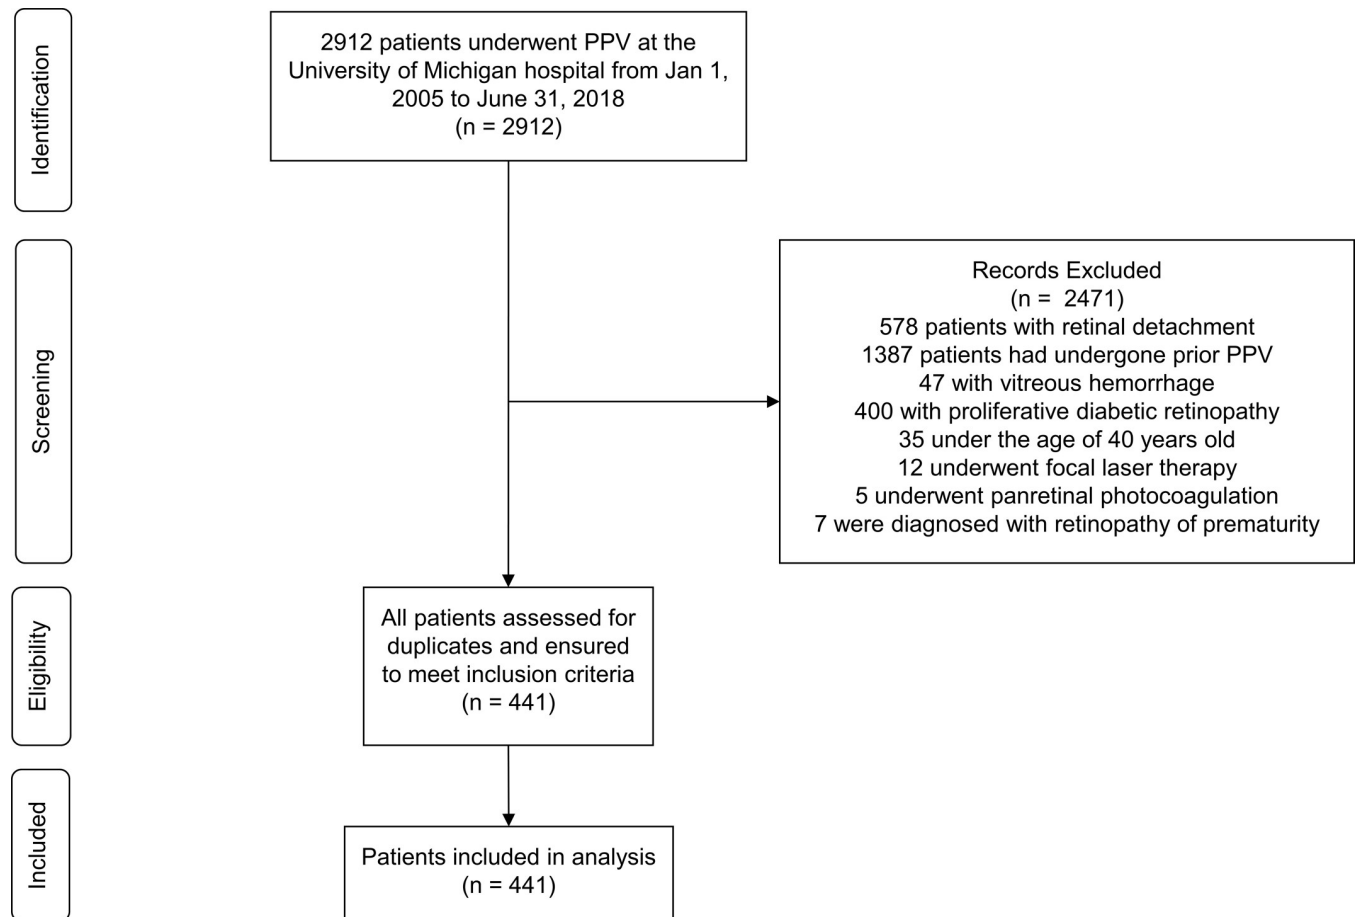 Identification
2912 patients underwent PPV at the
University of Michigan hospital from Jan 1,
2005 to June 31, 2018
(n = 2912)
Screening
Records Excluded
(n =  2471)
578 patients with retinal detachment
1387 patients had undergone prior PPV
47 with vitreous hemorrhage
400 with proliferative diabetic retinopathy
35 under the age of 40 years old
12 underwent focal laser therapy
5 underwent panretinal photocoagulation
7 were diagnosed with retinopathy of prematurity
Eligibility
All patients assessed for
duplicates and ensured
to meet inclusion criteria
(n = 441)
Included
Patients included in analysis
(n = 441)